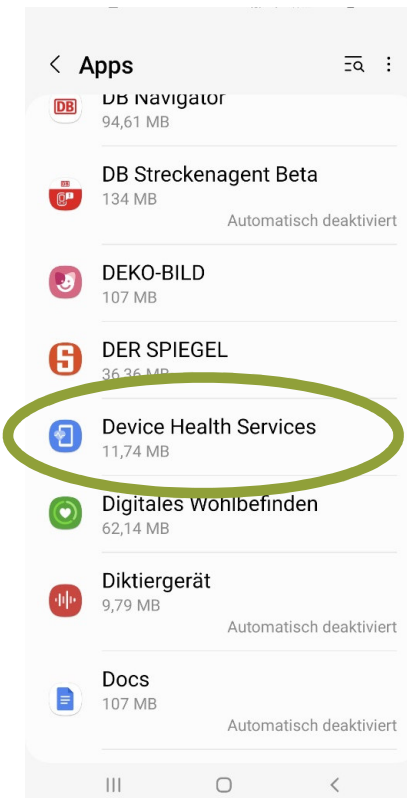 Apps
DB
DB Navigator
94,61 MB
DB Streckenagent Beta
134 MB
Automatisch deaktiviert
DEKO-BILD
107 MB
S
DER SPIEGEL
36,36 MB
Device Health Services
11,74 MB
Digitales Wohlbefinden
62,14 MB
Diktiergerät
9,79 MB
Automatisch deaktiviert
Docs
107 MB
Automatisch deaktiviert